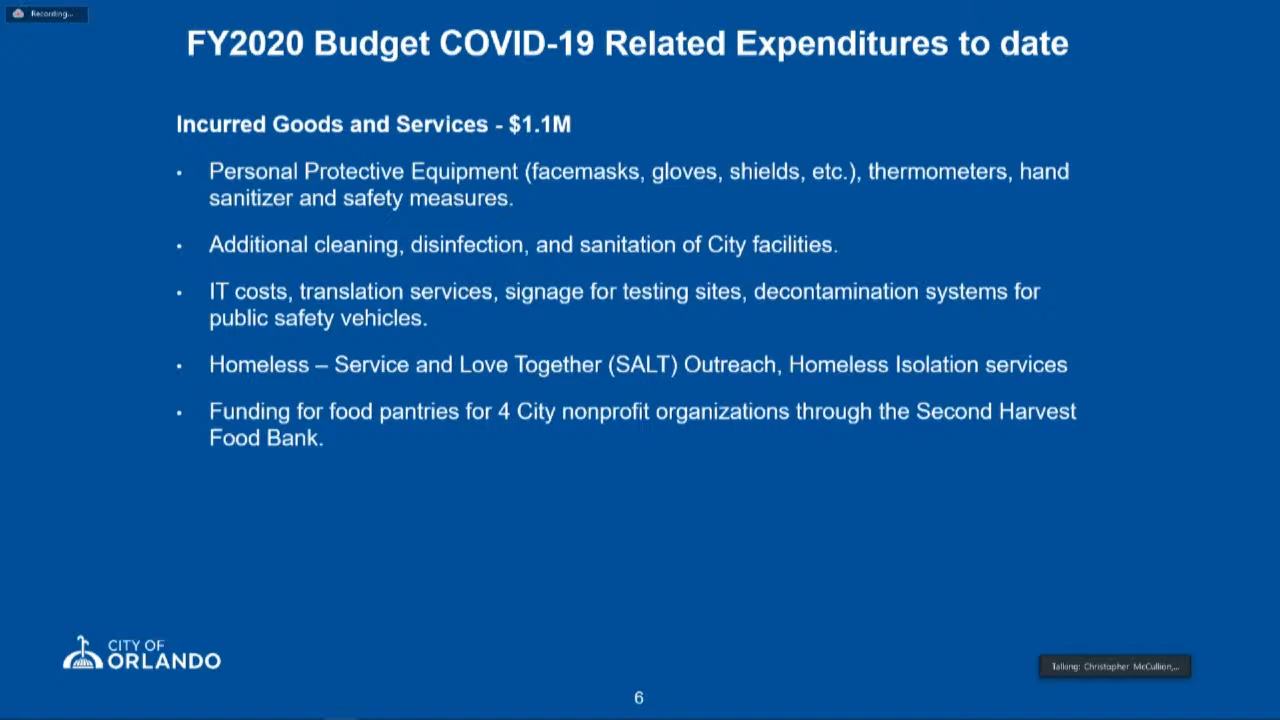 Recording...
FY2020 Budget COVID-19 Related Expenditures to date
Incurred Goods and Services - $1.1M
• Personal Protective Equipment (facemasks, gloves, shields, etc.), thermometers, hand
sanitizer and safety measures.
• Additional cleaning, disinfection, and sanitation of City facilities.
• IT costs, translation services, signage for testing sites, decontamination systems for
public safety vehicles.
• Homeless – Service and Love Together (SALT) Outreach, Homeless Isolation services
• Funding for food pantries for 4 City nonprofit organizations through the Second Harvest
Food Bank.
CITY OF
ORLANDO
Talking: Christopher McCullion,...
6